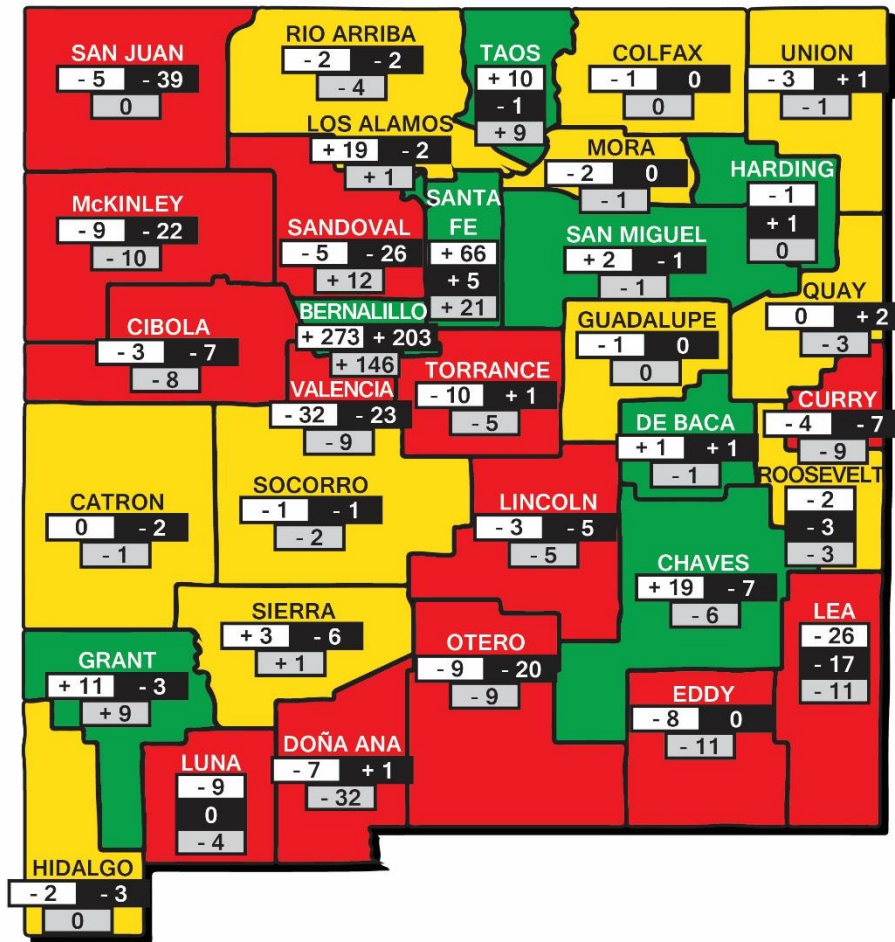 SAN JUAN
- 5 - 39
0
RIO ARRIBA
- 2 - 2
- 4
TAOS
+ 10
- 1
+ 9
COLFAX
- 1 0
0
UNION
- 3 + 1
- 1
LOS ALAMOS
+ 19 - 2
+ 1
MORA
- 2 0
- 1
HARDING
- 1
+ 1
0
McKINLEY
- 9 - 22
- 10
SANDOVAL
- 5 - 26
+ 12
SANTA
FE
+ 66
+ 5
+ 21
SAN MIGUEL
+ 2 - 1
- 1
QUAY
0 + 2
- 3
CIBOLA
- 3 - 7
- 8
BERNALILLO
+ 273 + 203
+ 146
GUADALUPE
- 1 0
0
VALENCIA
- 32 - 23
- 9
TORRANCE
- 10 + 1
- 5
CURRY
- 4 - 7
- 9
DE BACA
+ 1 + 1
- 1
ROOSEVELT
- 2
- 3
- 3
CATRON
0 - 2
- 1
SOCORRO
- 1 - 1
- 2
LINCOLN
- 3 - 5
- 5
CHAVES
+ 19 - 7
- 6
SIERRA
+ 3 - 6
+ 1
LEA
- 26
- 17
- 11
GRANT
+ 11 - 3
+ 9
OTERO
- 9 - 20
- 9
EDDY
- 8 0
- 11
LUNA
- 9
0
- 4
DOÑA ANA
- 7 + 1
- 32
HIDALGO
- 2 - 3
0